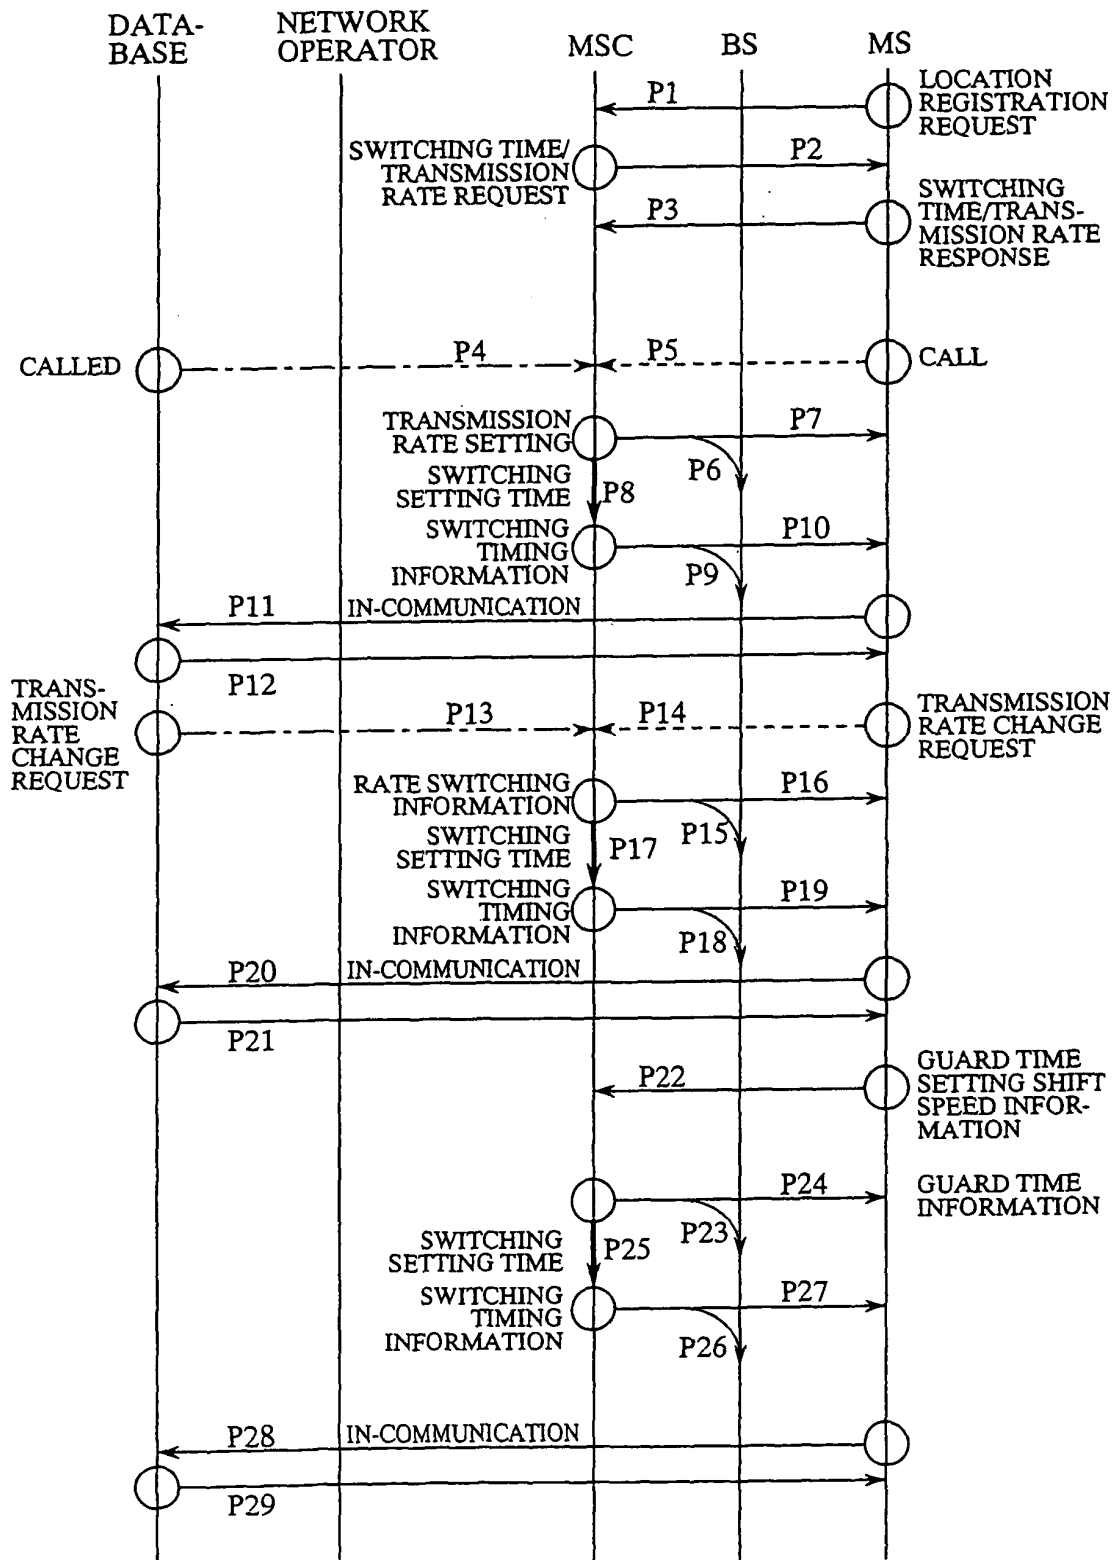 DATA-
BASE
NETWORK
OPERATOR
MSC
BS
MS
P1
LOCATION
REGISTRATION
REQUEST
SWITCHING TIME/
TRANSMISSION
RATE REQUEST
P2
P3
SWITCHING
TIME/TRANS-
MISSION RATE
RESPONSE
CALLED
P4
P5
CALL
TRANSMISSION
RATE SETTING
P7
P6
SWITCHING
SETTING TIME
P8
SWITCHING
TIMING
INFORMATION
P10
P9
P11
IN-COMMUNICATION
P12
TRANS-
MISSION
RATE
CHANGE
REQUEST
P13
P14
TRANSMISSION
RATE CHANGE
REQUEST
RATE SWITCHING
INFORMATION
P16
P15
SWITCHING
SETTING TIME
P17
SWITCHING
TIMING
INFORMATION
P19
P18
P20
IN-COMMUNICATION
P21
P22
GUARD TIME
SETTING SHIFT
SPEED INFOR-
MATION
P24
GUARD TIME
INFORMATION
P23
SWITCHING
SETTING TIME
P25
SWITCHING
TIMING
INFORMATION
P27
P26
P28
IN-COMMUNICATION
P29